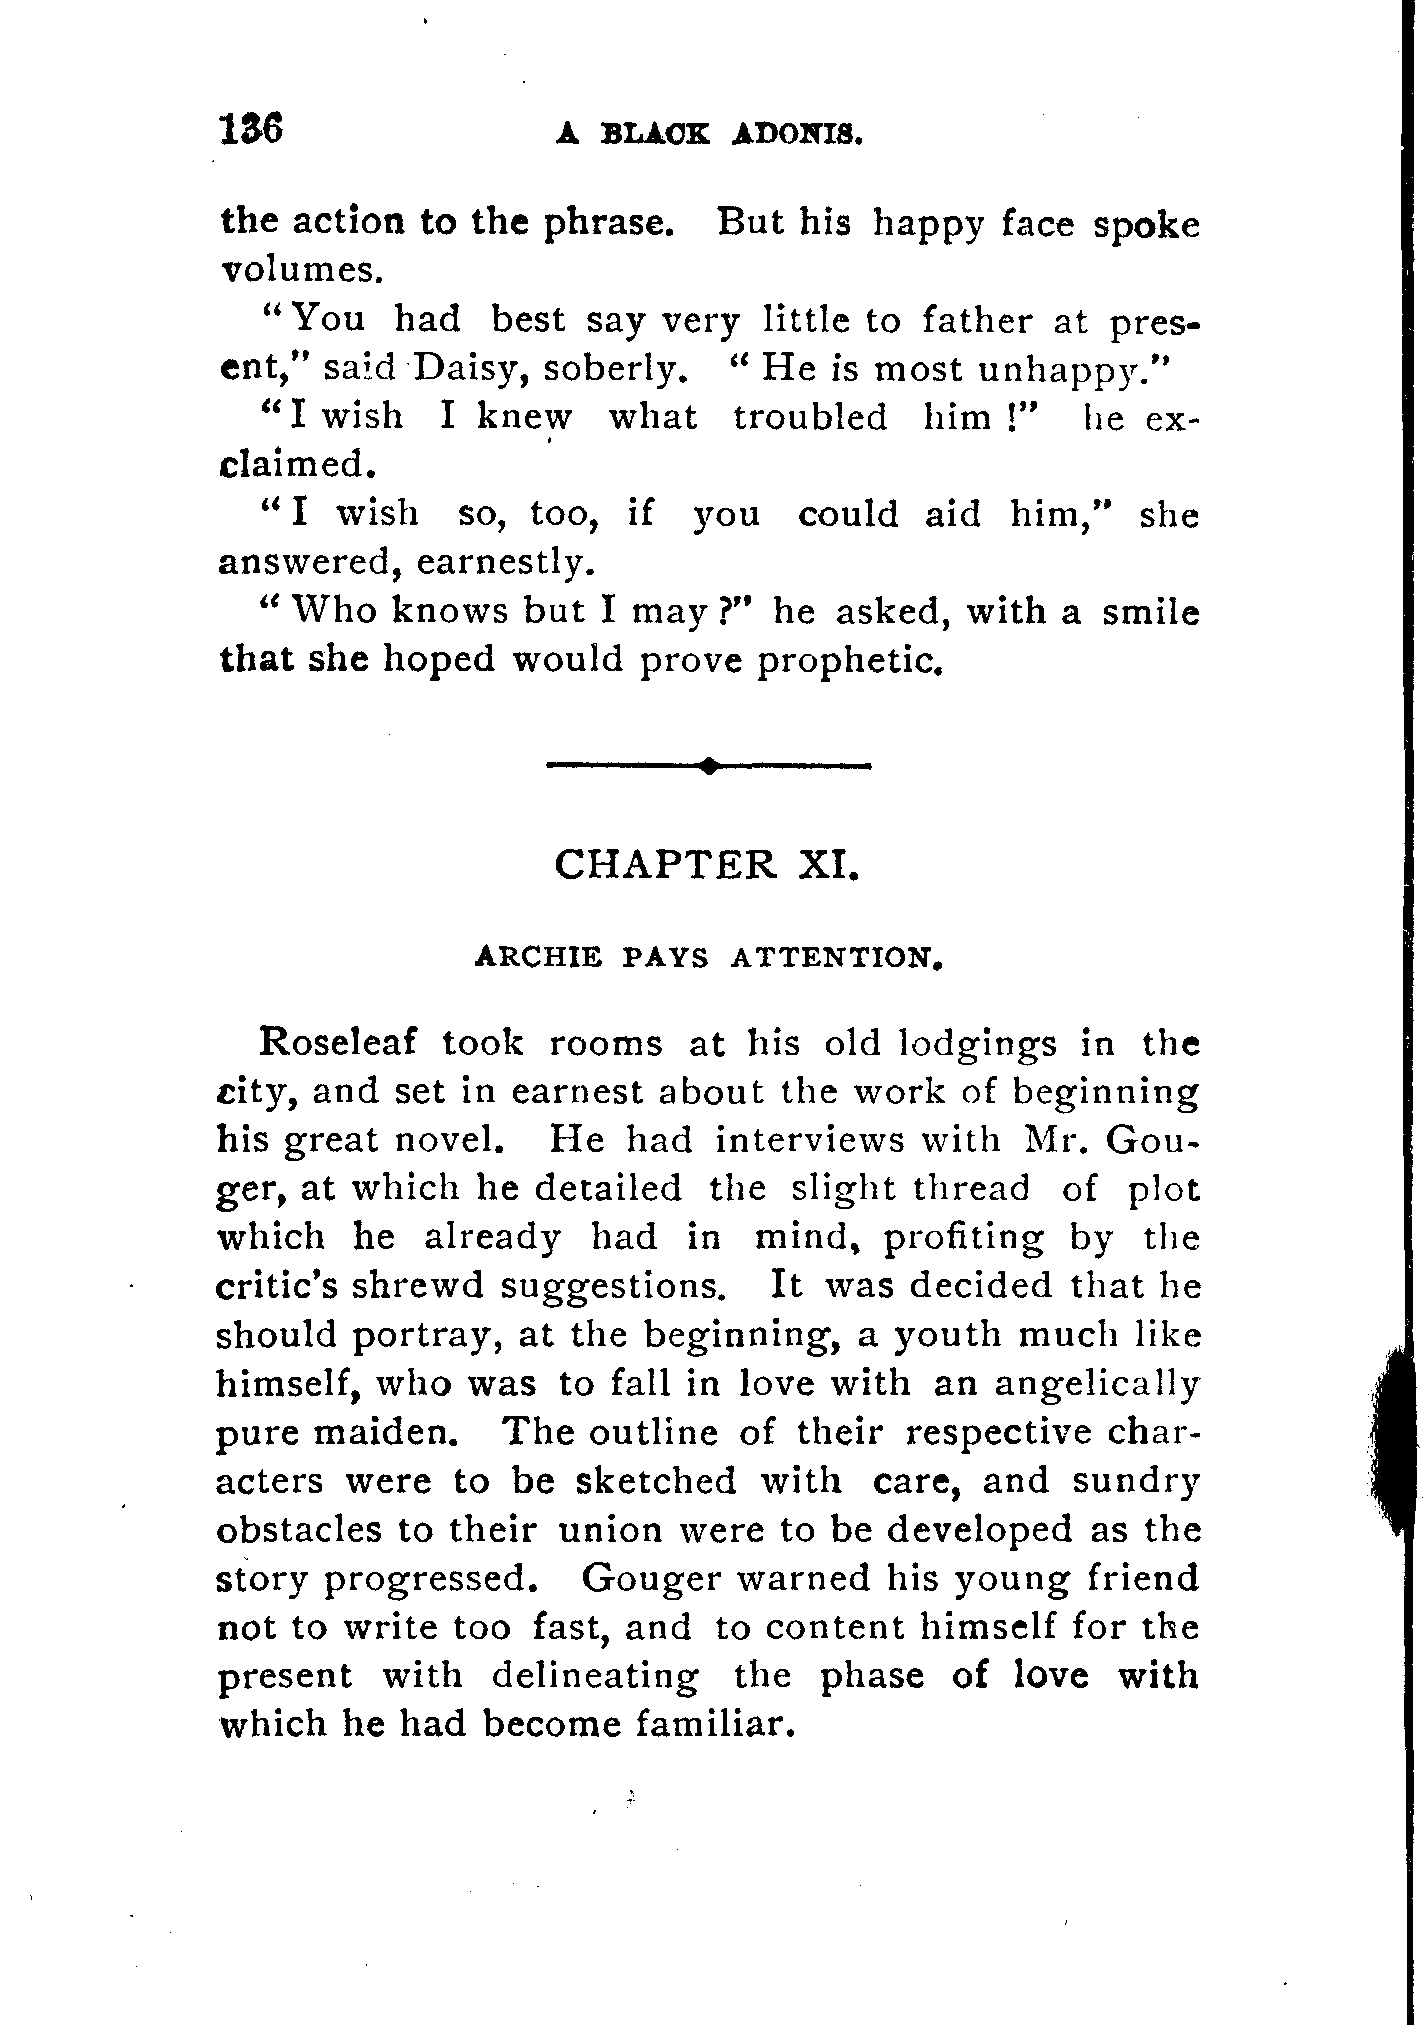 136 A BLACK ADONIS.
the action to the phrase. But his happy face spoke
volumes.
"You had best say very little to father at pres-
ent," said Daisy, soberly. "He is most unhappy."
"I wish I knew what troubled him!" he ex-
claimed.
"I wish so, too, if you could aid him," she
answered, earnestly.
"Who knows but I may?" he asked, with a smile
that she hoped would prove prophetic.
CHAPTER XI.
ARCHIE PAYS ATTENTION.
Roseleaf took rooms at his old lodgings in the
city, and set in earnest about the work of beginning
his great novel. He had interviews with Mr. Gou-
ger, at which he detailed the slight thread of plot
which he already had in mind, profiting by the
critic's shrewd suggestions. It was decided that he
should portray, at the beginning, a youth much like
himself, who was to fall in love with an angelically
pure maiden. The outline of their respective char-
acters were to be sketched with care, and sundry
obstacles to their union were to be developed as the
story progressed. Gouger warned his young friend
not to write too fast, and to content himself for the
present with delineating the phase of love with
which he had become familiar.